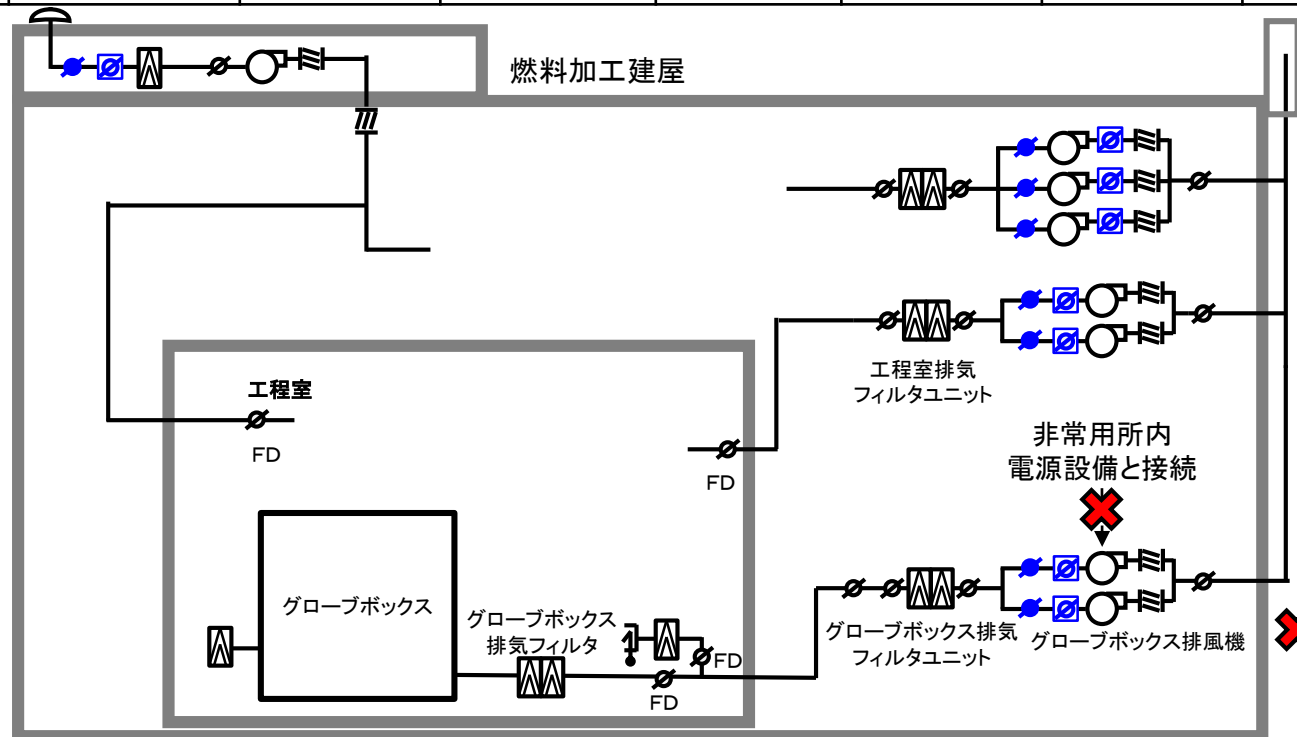 燃料加工建屋
工程室排気
フィルタユニット
工程室
FD
FD
非常用所内
電源設備と接続
グローブボックス
グローブボックス
排気フィルタ
FD
FD
グローブボックス排気
フィルタユニット
グローブボックス排風機